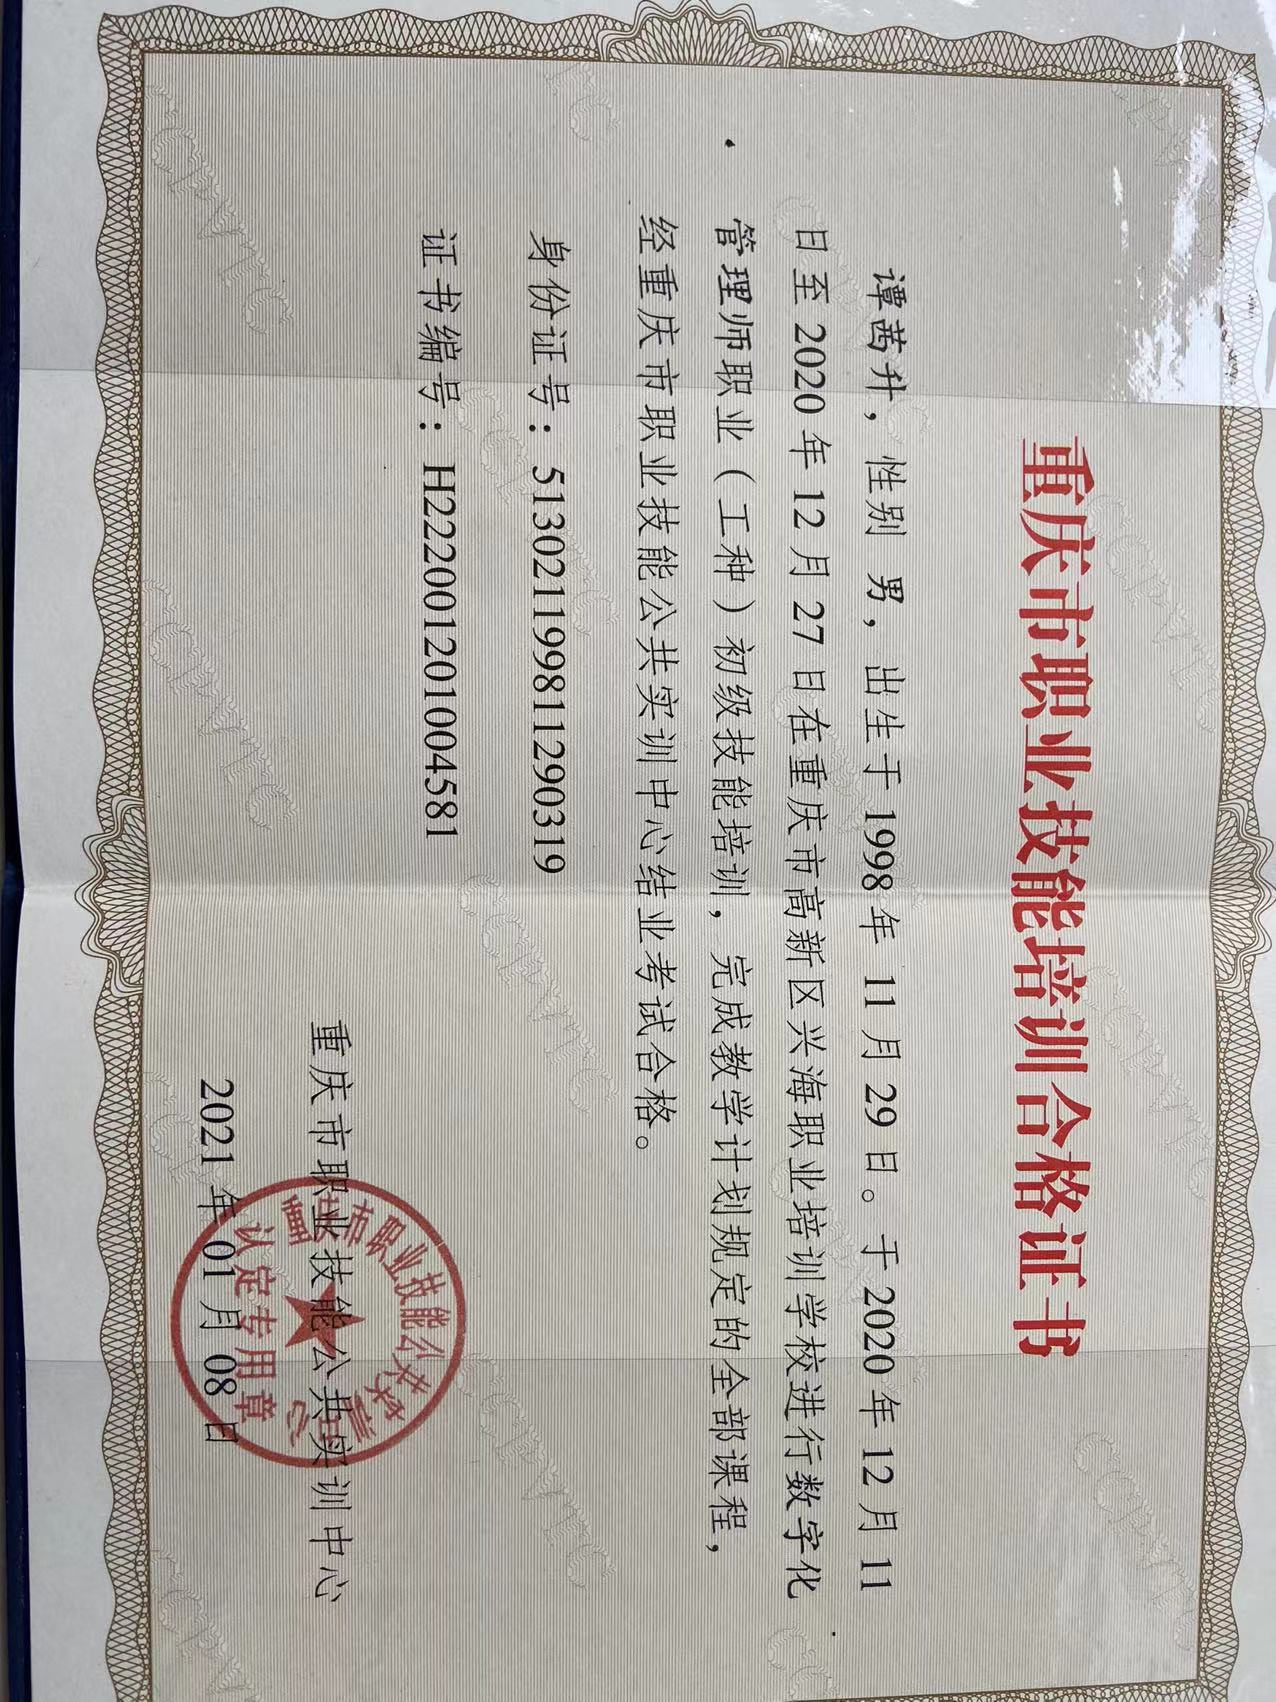 重庆市职业技能培训合格证书
谭茜升，性别 男，出生于 1998 年 11 月 29 日。于 2020 年 12 月 11
日至 2020 年 12 月 27 日在重庆市高新区兴海职业培训学校进行数字化
管理师职业（工种）初级技能培训，完成教学计划规定的全部课程，
经重庆市职业技能公共实训中心结业考试合格。
身份证号：513021199811290319
证书编号：H222001201004581
重庆市职业技能公共实训中心
2021 年 01 月 08 日
重庆市职业技能公共实训中心
认定专用章
CCPVTC